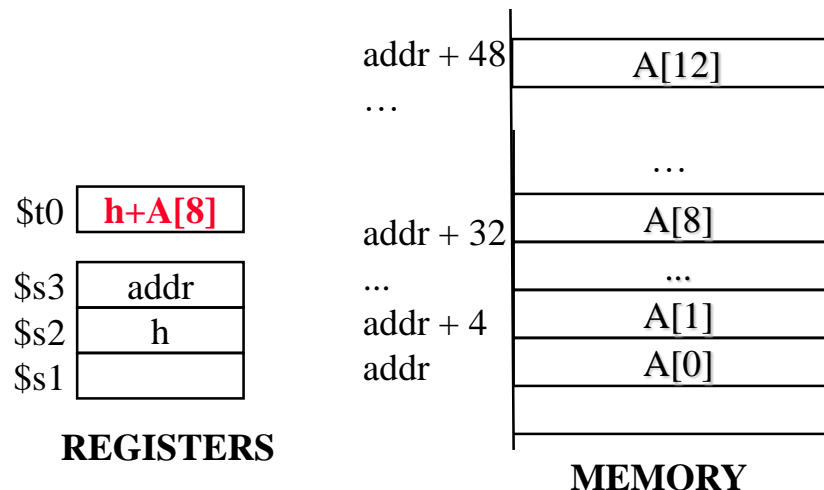 addr + 48 A[12]
…
…
$t0 h+A[8]
addr + 32 A[8]
$s3 addr ... ...
$s2 h addr + 4 A[1]
$s1 addr A[0]
REGISTERS
MEMORY